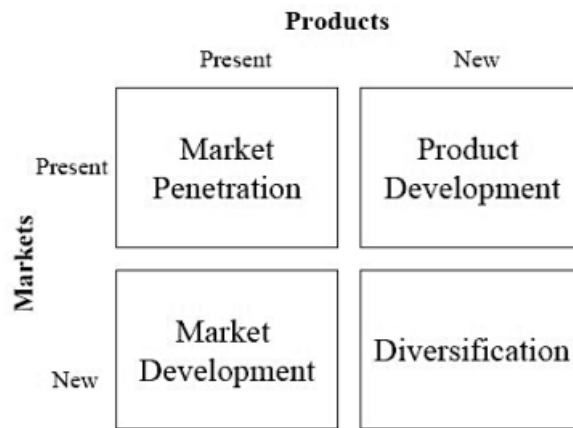 Products
Present New
Market Product
Present
Penetration Development
Markets
Market
Diversification
Development
New